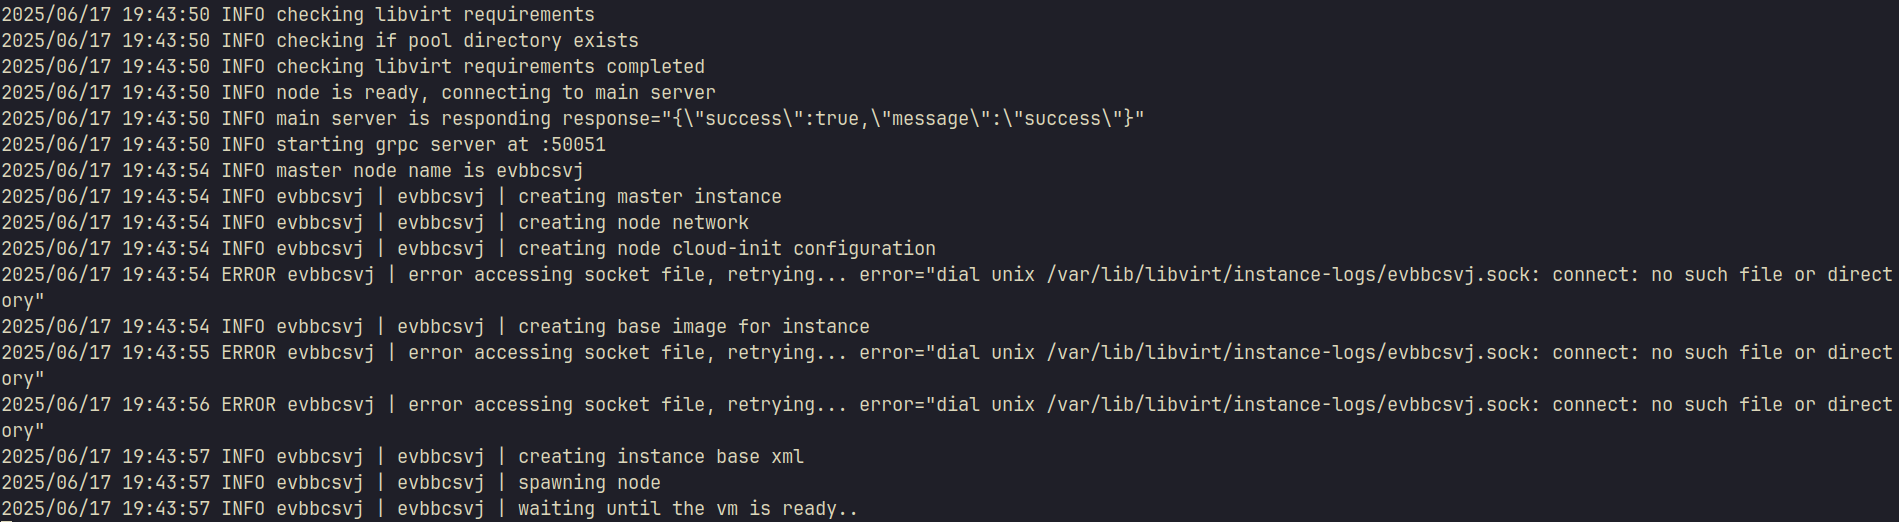 2025/06/17 19:43:50 INFO checking libvirt requirements
2025/06/17 19:43:50 INFO checking if pool directory exists
2025/06/17 19:43:50 INFO checking libvirt requirements completed
2025/06/17 19:43:50 INFO node is ready, connecting to main server
2025/06/17 19:43:50 INFO main server is responding response="{\"success\":true,\"message\":\"success\"}"
2025/06/17 19:43:50 INFO starting grpc server at :50051
2025/06/17 19:43:54 INFO master node name is evbbcsvj
2025/06/17 19:43:54 INFO evbbcsvj | evbbcsvj | creating master instance
2025/06/17 19:43:54 INFO evbbcsvj | evbbcsvj | creating node network
2025/06/17 19:43:54 INFO evbbcsvj | evbbcsvj | creating node cloud-init configuration
2025/06/17 19:43:54 ERROR evbbcsvj | error accessing socket file, retrying... error="dial unix /var/lib/libvirt/instance-logs/evbbcsvj.sock: connect: no such file or direct
ory"
2025/06/17 19:43:54 INFO evbbcsvj | evbbcsvj | creating base image for instance
2025/06/17 19:43:55 ERROR evbbcsvj | error accessing socket file, retrying... error="dial unix /var/lib/libvirt/instance-logs/evbbcsvj.sock: connect: no such file or direct
ory"
2025/06/17 19:43:56 ERROR evbbcsvj | error accessing socket file, retrying... error="dial unix /var/lib/libvirt/instance-logs/evbbcsvj.sock: connect: no such file or direct
ory"
2025/06/17 19:43:57 INFO evbbcsvj | evbbcsvj | creating instance base xml
2025/06/17 19:43:57 INFO evbbcsvj | evbbcsvj | spawning node
2025/06/17 19:43:57 INFO evbbcsvj | evbbcsvj | waiting until the vm is ready..